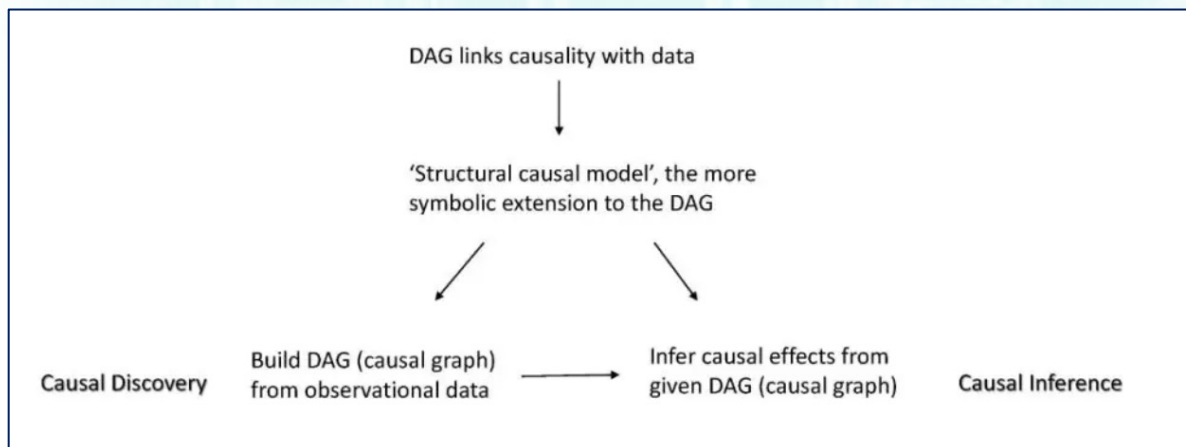 DAG links causality with data
‘Structural causal model’, the more
symbolic extension to the DAG
Build DAG (causal graph)
from observational data
Causal Discovery
Infer causal effects from
given DAG (causal graph)
Causal Inference